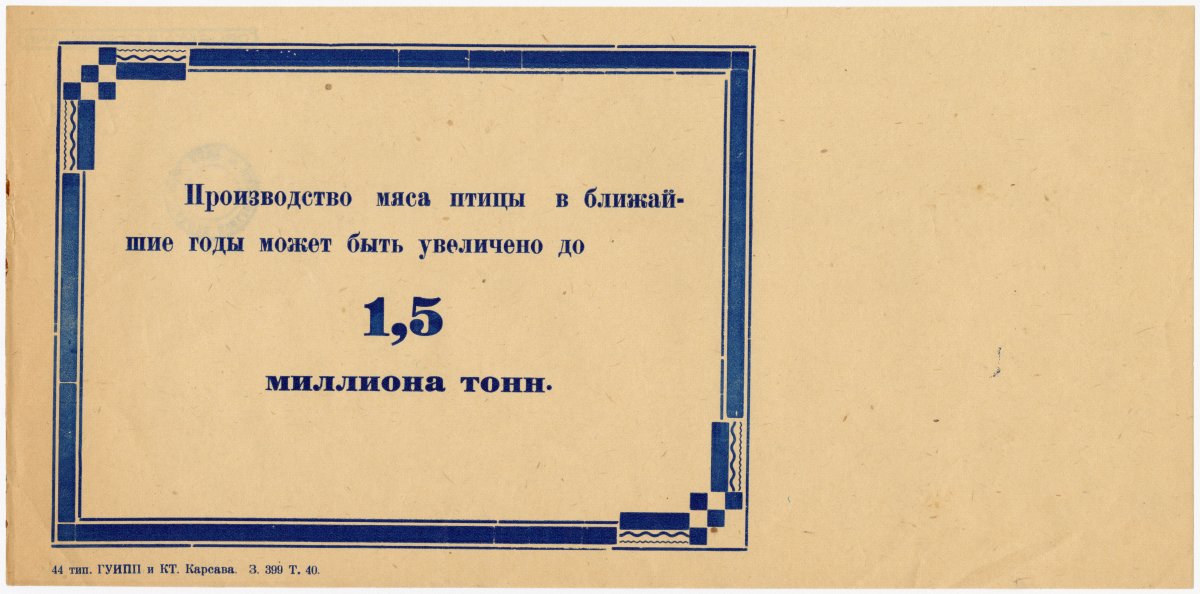 Производство мяса птицы в ближай-
шие годы может быть увеличено до
1,5
миллиона тонн.
44 тип. ГУИПП и КТ. Карсава. З. 399 Т. 40.